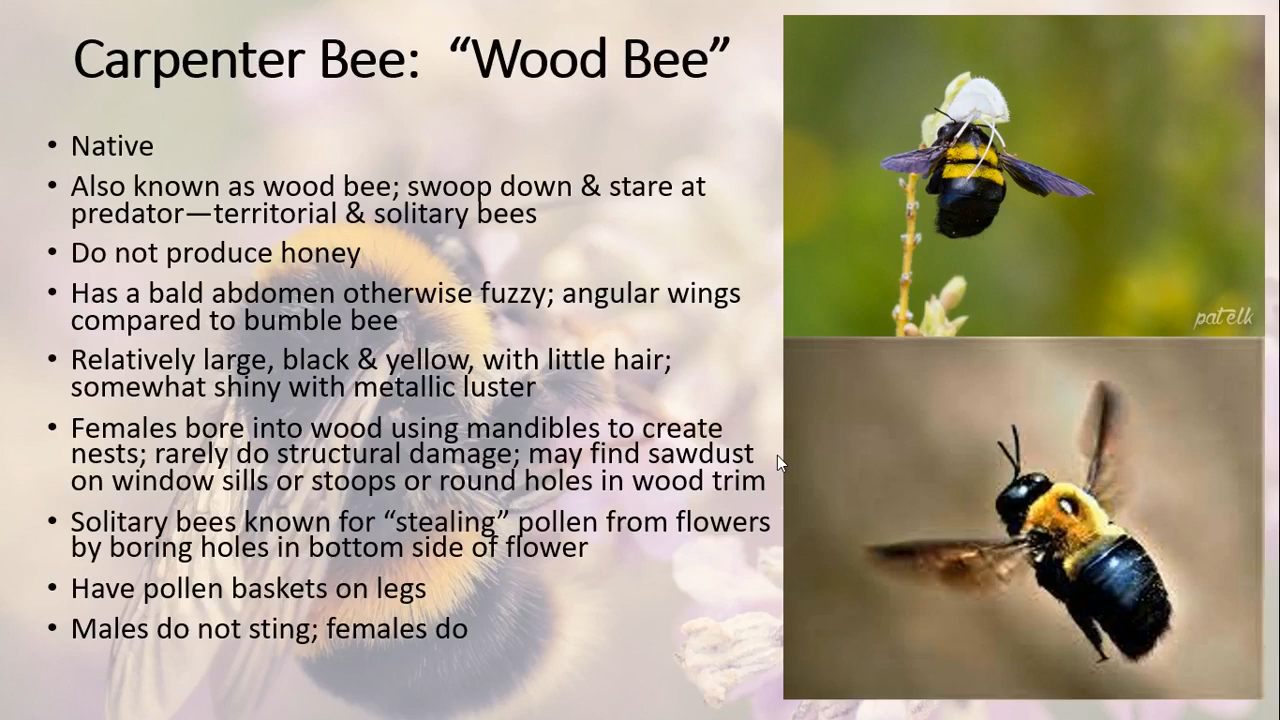 Carpenter Bee: “Wood Bee”
• Native
• Also known as wood bee; swoop down & stare at
predator—territorial & solitary bees
• Do not produce honey
• Has a bald abdomen otherwise fuzzy; angular wings
compared to bumble bee
• Relatively large, black & yellow, with little hair;
somewhat shiny with metallic luster
• Females bore into wood using mandibles to create
nests; rarely do structural damage; may find sawdust
on window sills or stoops or round holes in wood trim
• Solitary bees known for “stealing” pollen from flowers
by boring holes in bottom side of flower
• Have pollen baskets on legs
• Males do not sting; females do
patelk